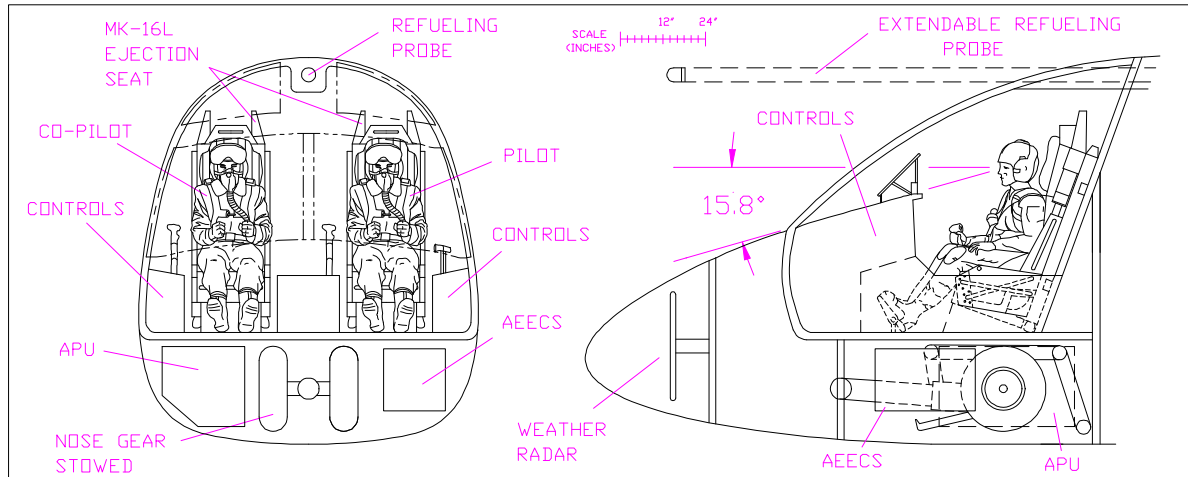 MK-16L
EJECTION
SEAT
REFUELING
PROBE
CO-PILOT
PILOT
CONTROLS
CONTROLS
AEECS
APU
NOSE GEAR
STOWED
SCALE
(INCHES)
12" 24"
EXTENDABLE REFUELING
PROBE
CONTROLS
15.8°
WEATHER
RADAR
AEECS
APU